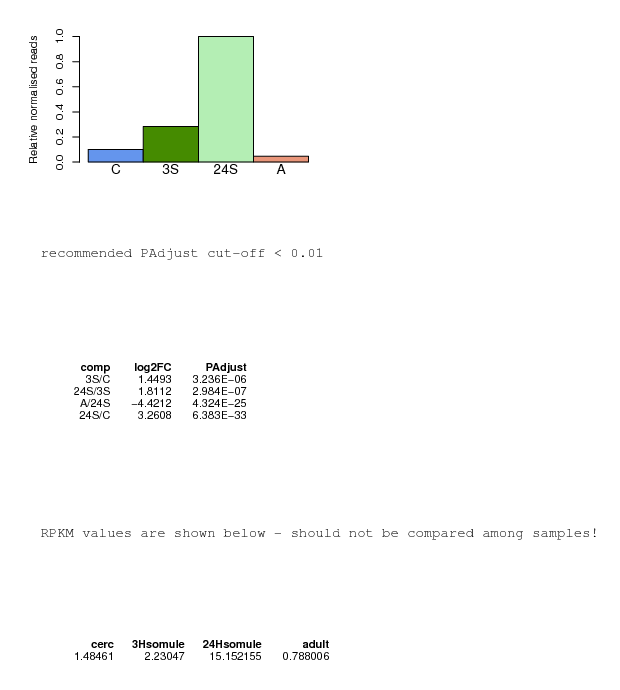 Relative normalised reads
1.0
0.8
0.6
0.4
0.2
0.0
C 3S 24S A
recommended PAdjust cut-off < 0.01
comp log2FC PAdjust
3S/C 1.4493 3.236E-06
24S/3S 1.8112 2.984E-07
A/24S -4.4212 4.324E-25
24S/C 3.2608 6.383E-33
RPKM values are shown below - should not be compared among samples!
cerc 3Hsomule 24Hsomule adult
1.48461 2.23047 15.152155 0.788006